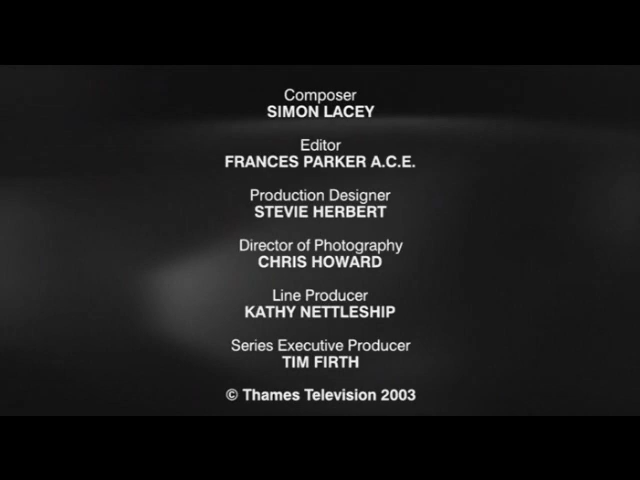 Composer
SIMON LACEY
Editor
FRANCES PARKER A.C.E.
Production Designer
STEVIE HERBERT
Director of Photography
CHRIS HOWARD
Line Producer
KATHY NETTLESHIP
Series Executive Producer
TIM FIRTH
© Thames Television 2003